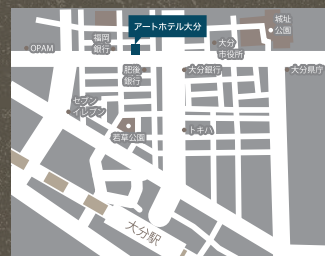 アートホテル大分
城址
公園
福岡
銀行
大分
市役所
OPAM
肥後
銀行
大分銀行
大分県庁
セブン
イレブン
若草公園
トキハ
大分駅